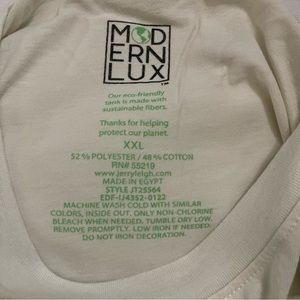 MOD
ERN
LUX
TM
Our eco-friendly
tank is made with
sustainable fibers.
Thanks for helping
protect our planet.
XXL
52% POLYESTER / 48% COTTON
RN# 55219
www.jerryleigh.com
MADE IN EGYPT
STYLE JT25564
EDF-IJ4352-0122
MACHINE WASH COLD WITH SIMILAR
COLORS, INSIDE OUT. ONLY NON-CHLORINE
BLEACH WHEN NEEDED. TUMBLE DRY LOW.
REMOVE PROMPTLY. LOW IRON IF NEEDED.
DO NOT IRON DECORATION.